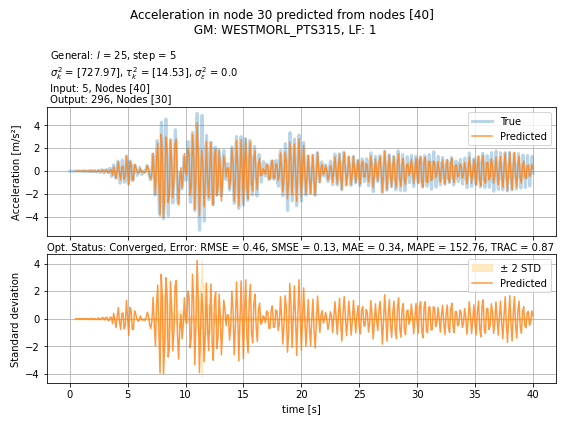 Acceleration in node 30 predicted from nodes [40]
GM: WESTMORL_PTS315, LF: 1
General: l = 25, step = 5
σ²ₖ = [727.97], τ²ₖ = [14.53], σ²ε = 0.0
Input: 5, Nodes [40]
Output: 296, Nodes [30]
Acceleration [m/s²]
4
2
0
−2
−4
True
Predicted
Opt. Status: Converged, Error: RMSE = 0.46, SMSE = 0.13, MAE = 0.34, MAPE = 152.76, TRAC = 0.87
Standard deviation
4
2
0
−2
−4
± 2 STD
Predicted
0 5 10 15 20 25 30 35 40
time [s]